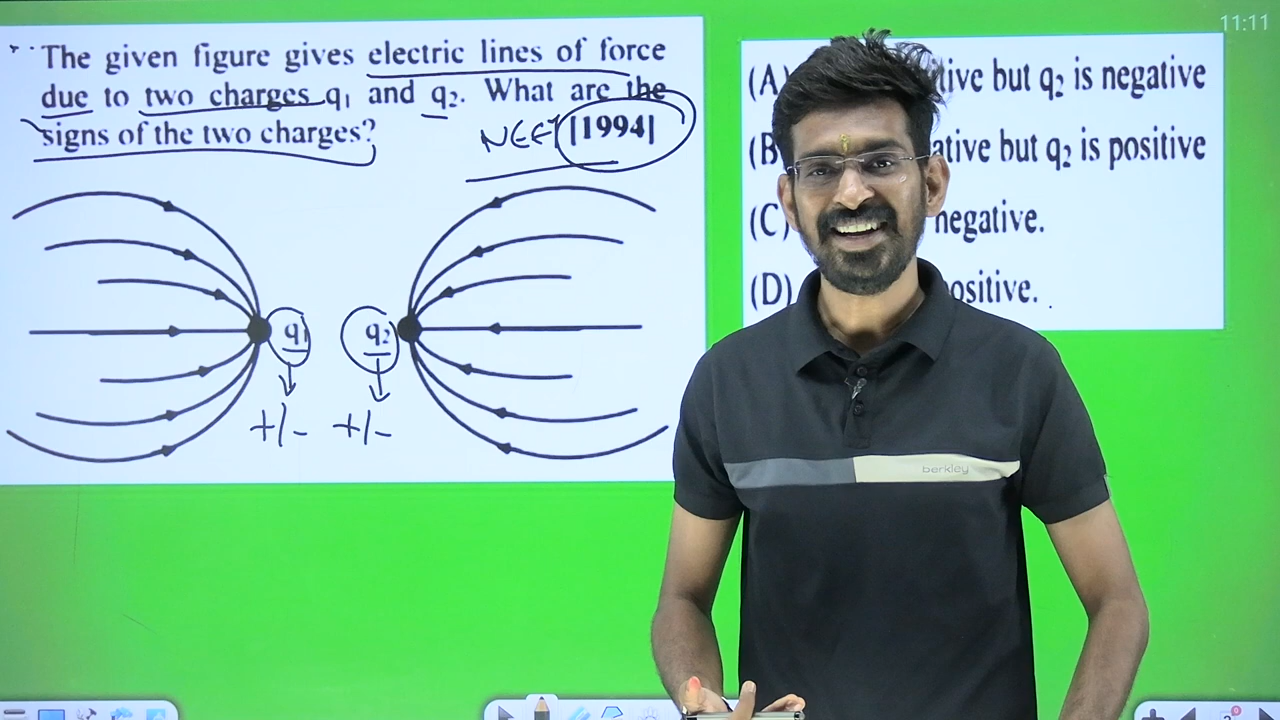 11:11
The given figure gives electric lines of force
due to two charges q₁ and q₂. What are the
signs of the two charges?
NEET [1994]
q₁ q₂
+/- +/-
(A) tive but q₂ is negative
(B ative but q₂ is positive
(C) negative.
(D) ositive.
berkley